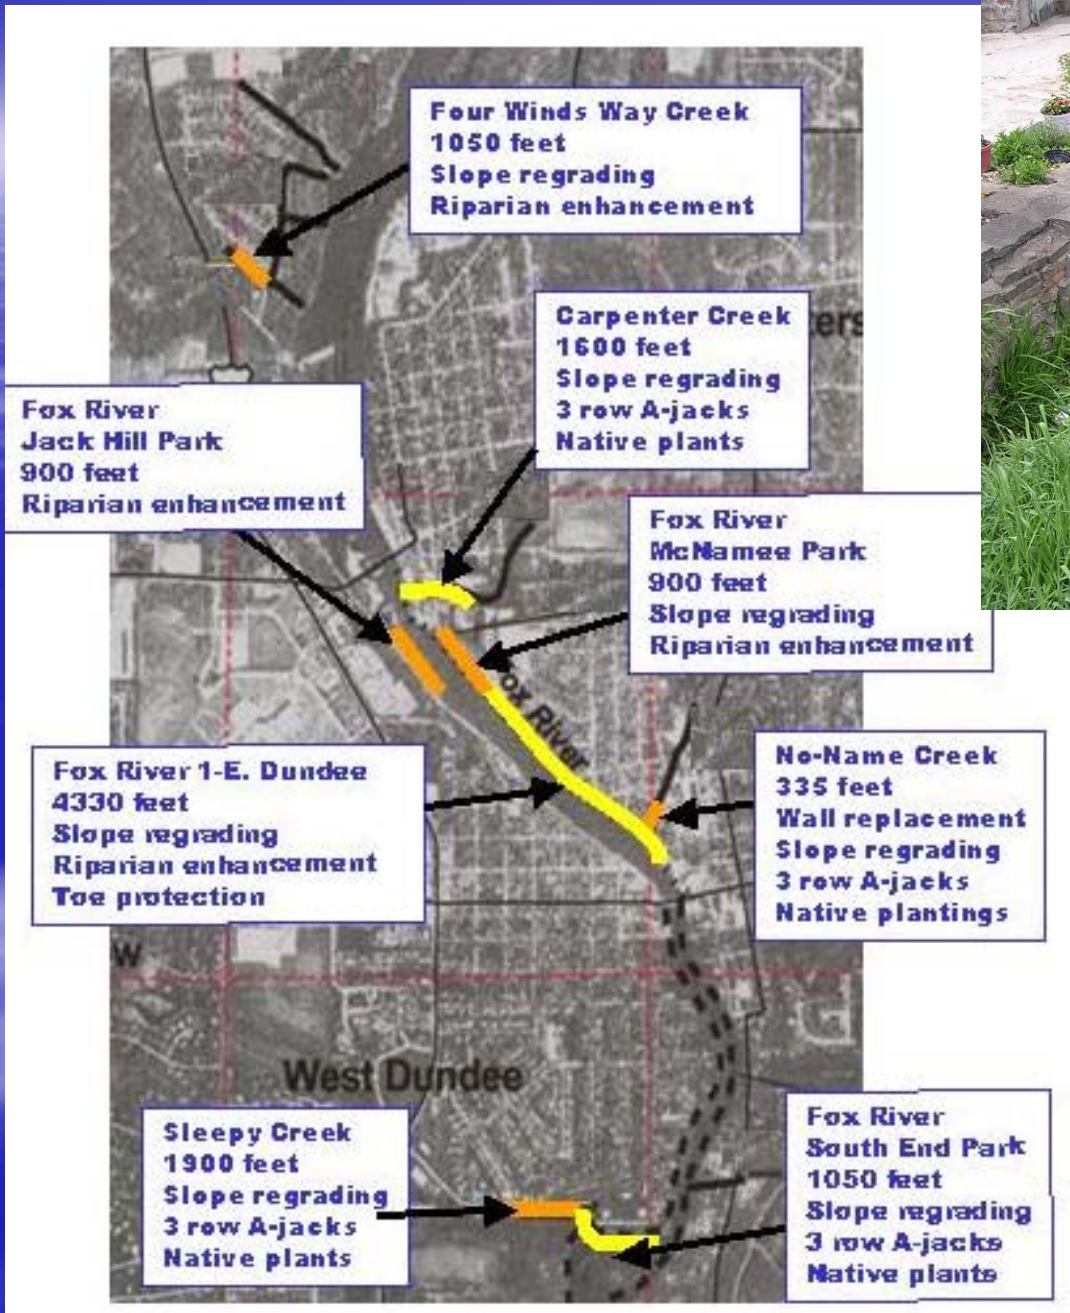 Four Winds Way Creek
1050 feet
Slope regrading
Riparian enhancement
Carpenter Creek
1600 feet
Slope regrading
3 row A-jacks
Native plants
ters
Fox River
Jack Hill Park
900 feet
Riparian enhancement
Fox River
McNamee Park
900 feet
Slope regrading
Riparian enhancement
Fox River
Fox River 1-E. Dundee
4330 feet
Slope regrading
Riparian enhancement
Toe protection
No-Name Creek
335 feet
Wall replacement
Slope regrading
3 row A-jacks
Native plantings
W
West Dundee
Sleepy Creek
1900 feet
Slope regrading
3 row A-jacks
Native plants
Fox River
South End Park
1050 feet
Slope regrading
3 row A-jacks
Native plants